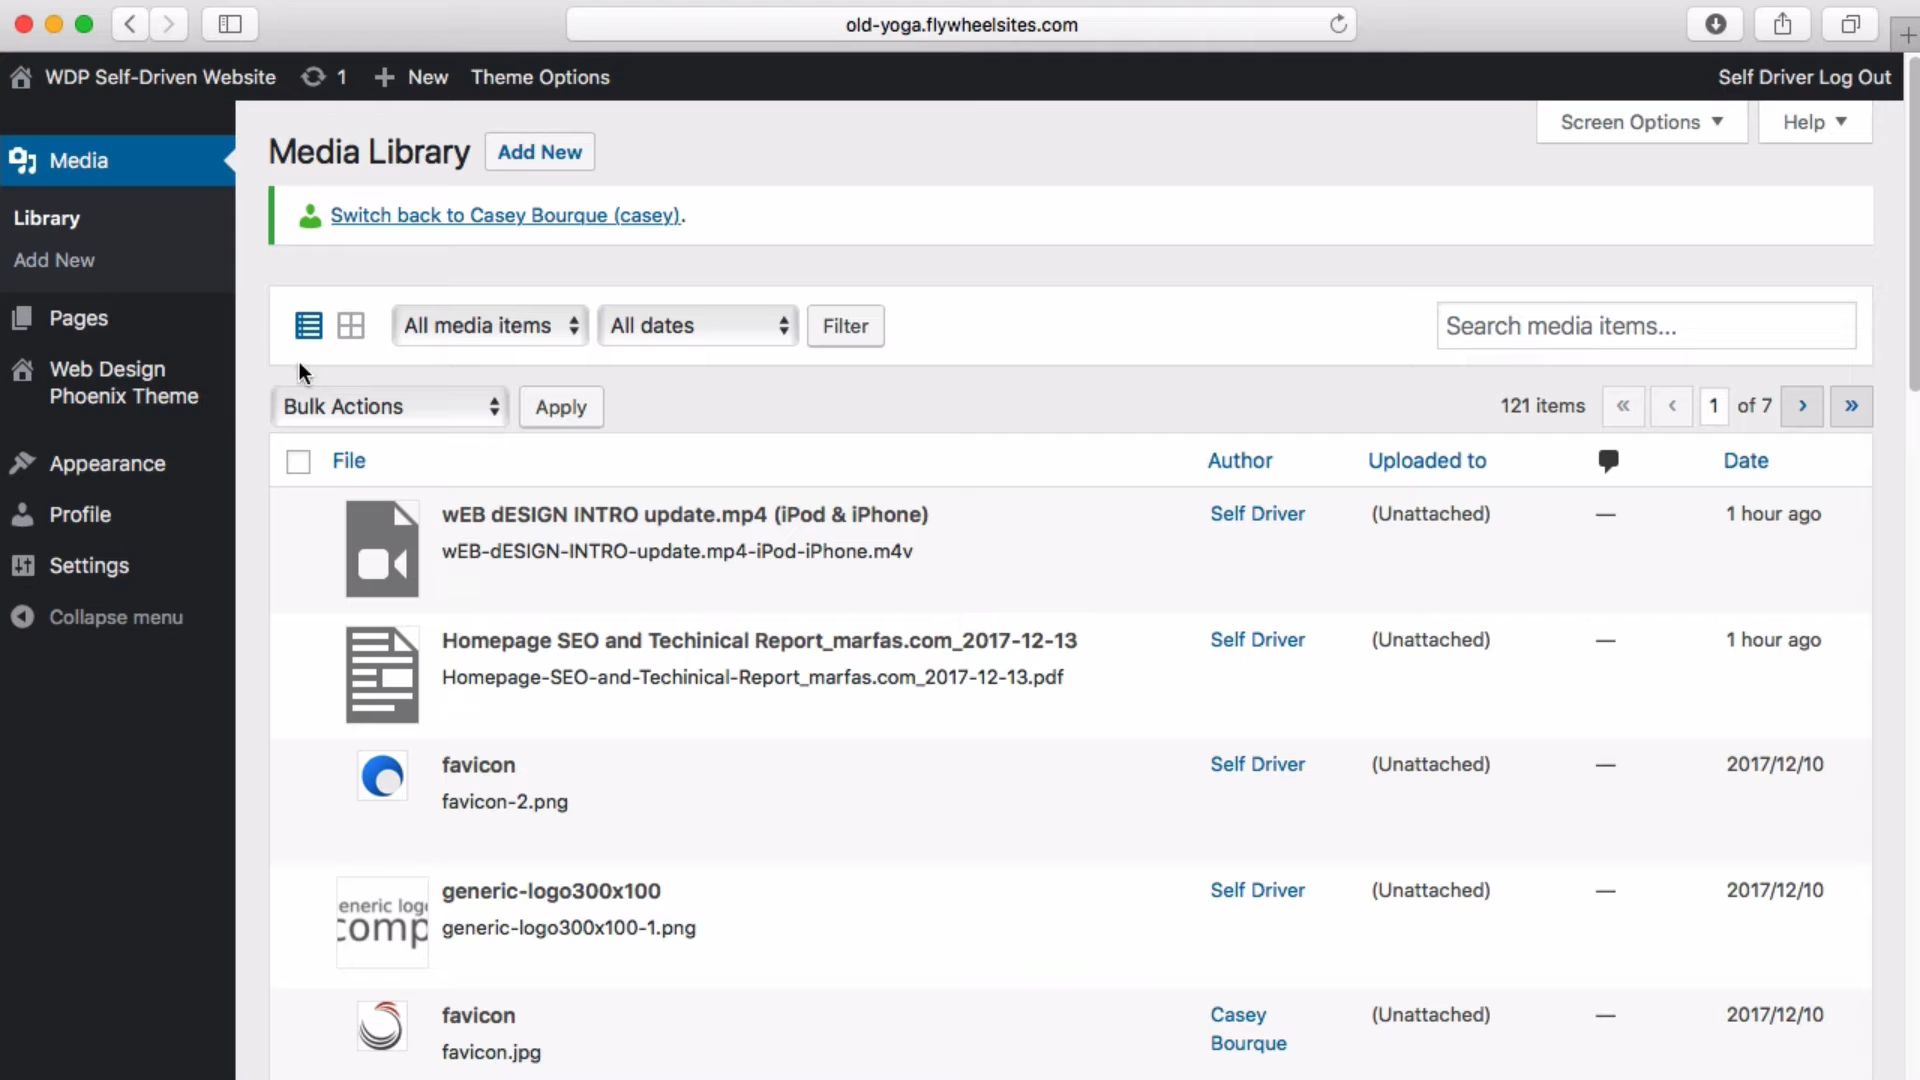 old-yoga.flywheelsites.com
WDP Self-Driven Website 1 New Theme Options Self Driver Log Out
Screen Options Help
Media Library Add New
Media
Switch back to Casey Bourque (casey).
Library
Add New
Pages
Web Design
Phoenix Theme
Appearance
Profile
Settings
Collapse menu
All media items All dates Filter Search media items...
Bulk Actions Apply 121 items « ‹ 1 of 7 › »
File Author Uploaded to Date
wEB dESIGN INTRO update.mp4 (iPod & iPhone) Self Driver (Unattached) — 1 hour ago
wEB-dESIGN-INTRO-update.mp4-iPod-iPhone.m4v
Homepage SEO and Techinical Report_marfas.com_2017-12-13 Self Driver (Unattached) — 1 hour ago
Homepage-SEO-and-Techinical-Report_marfas.com_2017-12-13.pdf
favicon Self Driver (Unattached) — 2017/12/10
favicon-2.png
generic-logo300x100 Self Driver (Unattached) — 2017/12/10
eneric log
comp
generic-logo300x100-1.png
favicon Casey (Unattached) — 2017/12/10
Bourque
favicon.jpg